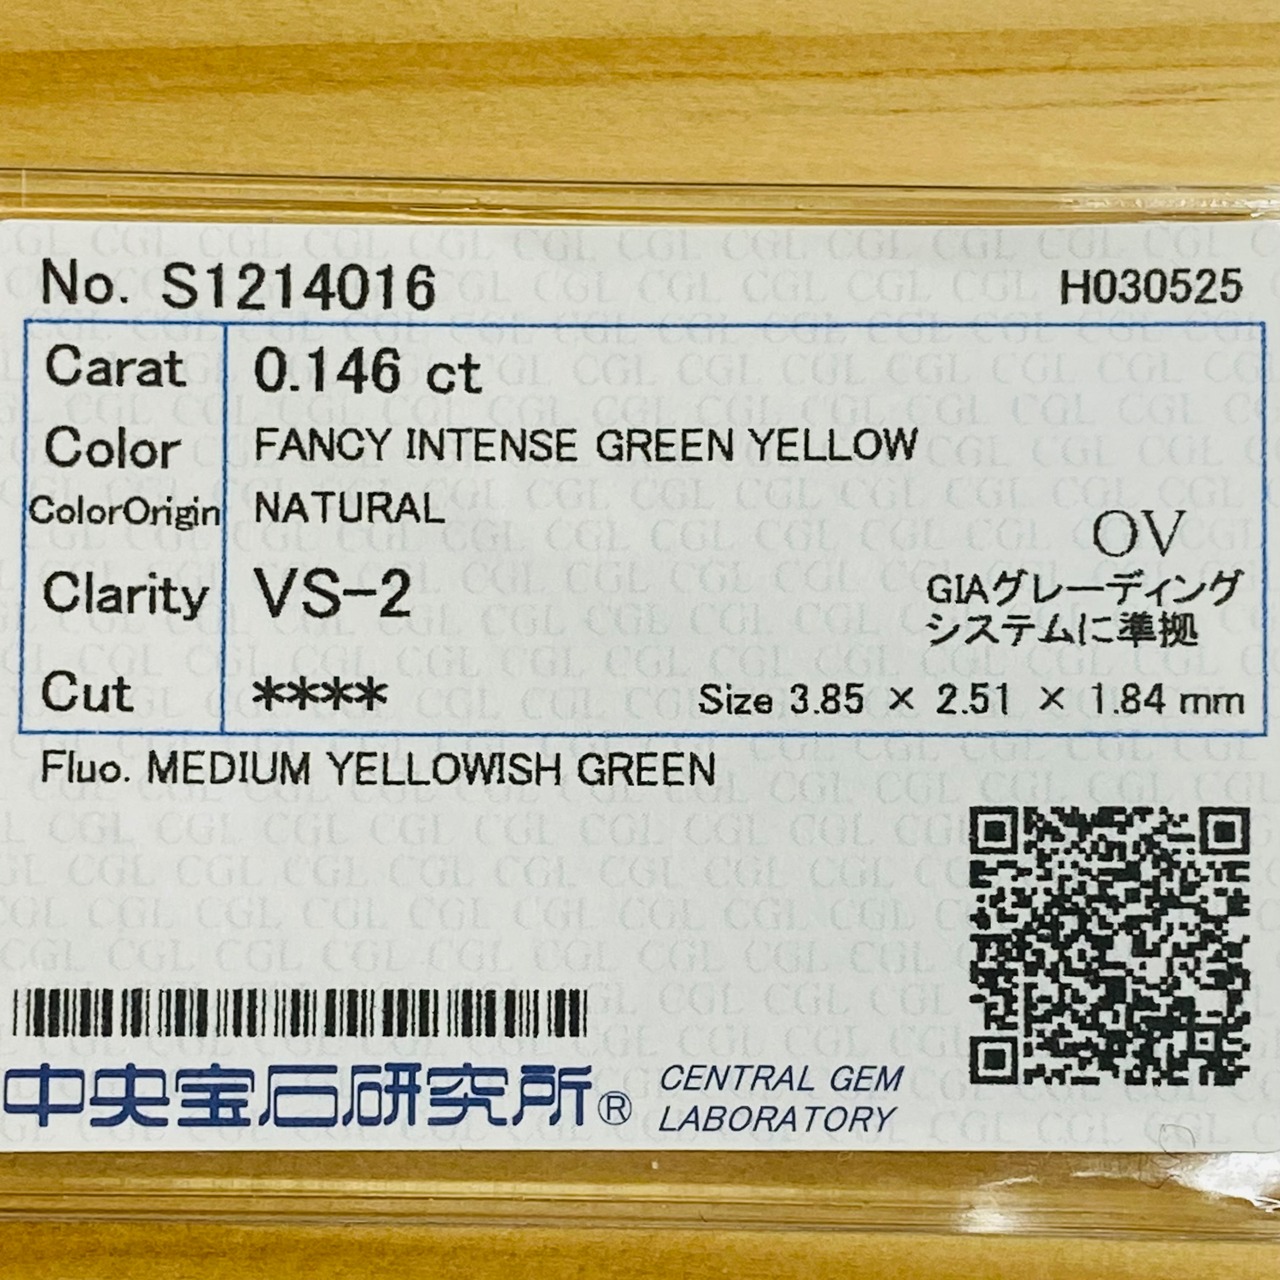 No. S1214016 H030525
Carat 0.146 ct
Color FANCY INTENSE GREEN YELLOW
ColorOrigin NATURAL
OV
Clarity VS-2
GIAグレーディング
システムに準拠
Cut **** Size 3.85 × 2.51 × 1.84 mm
Fluo. MEDIUM YELLOWISH GREEN
中央宝石研究所®
CENTRAL GEM
LABORATORY